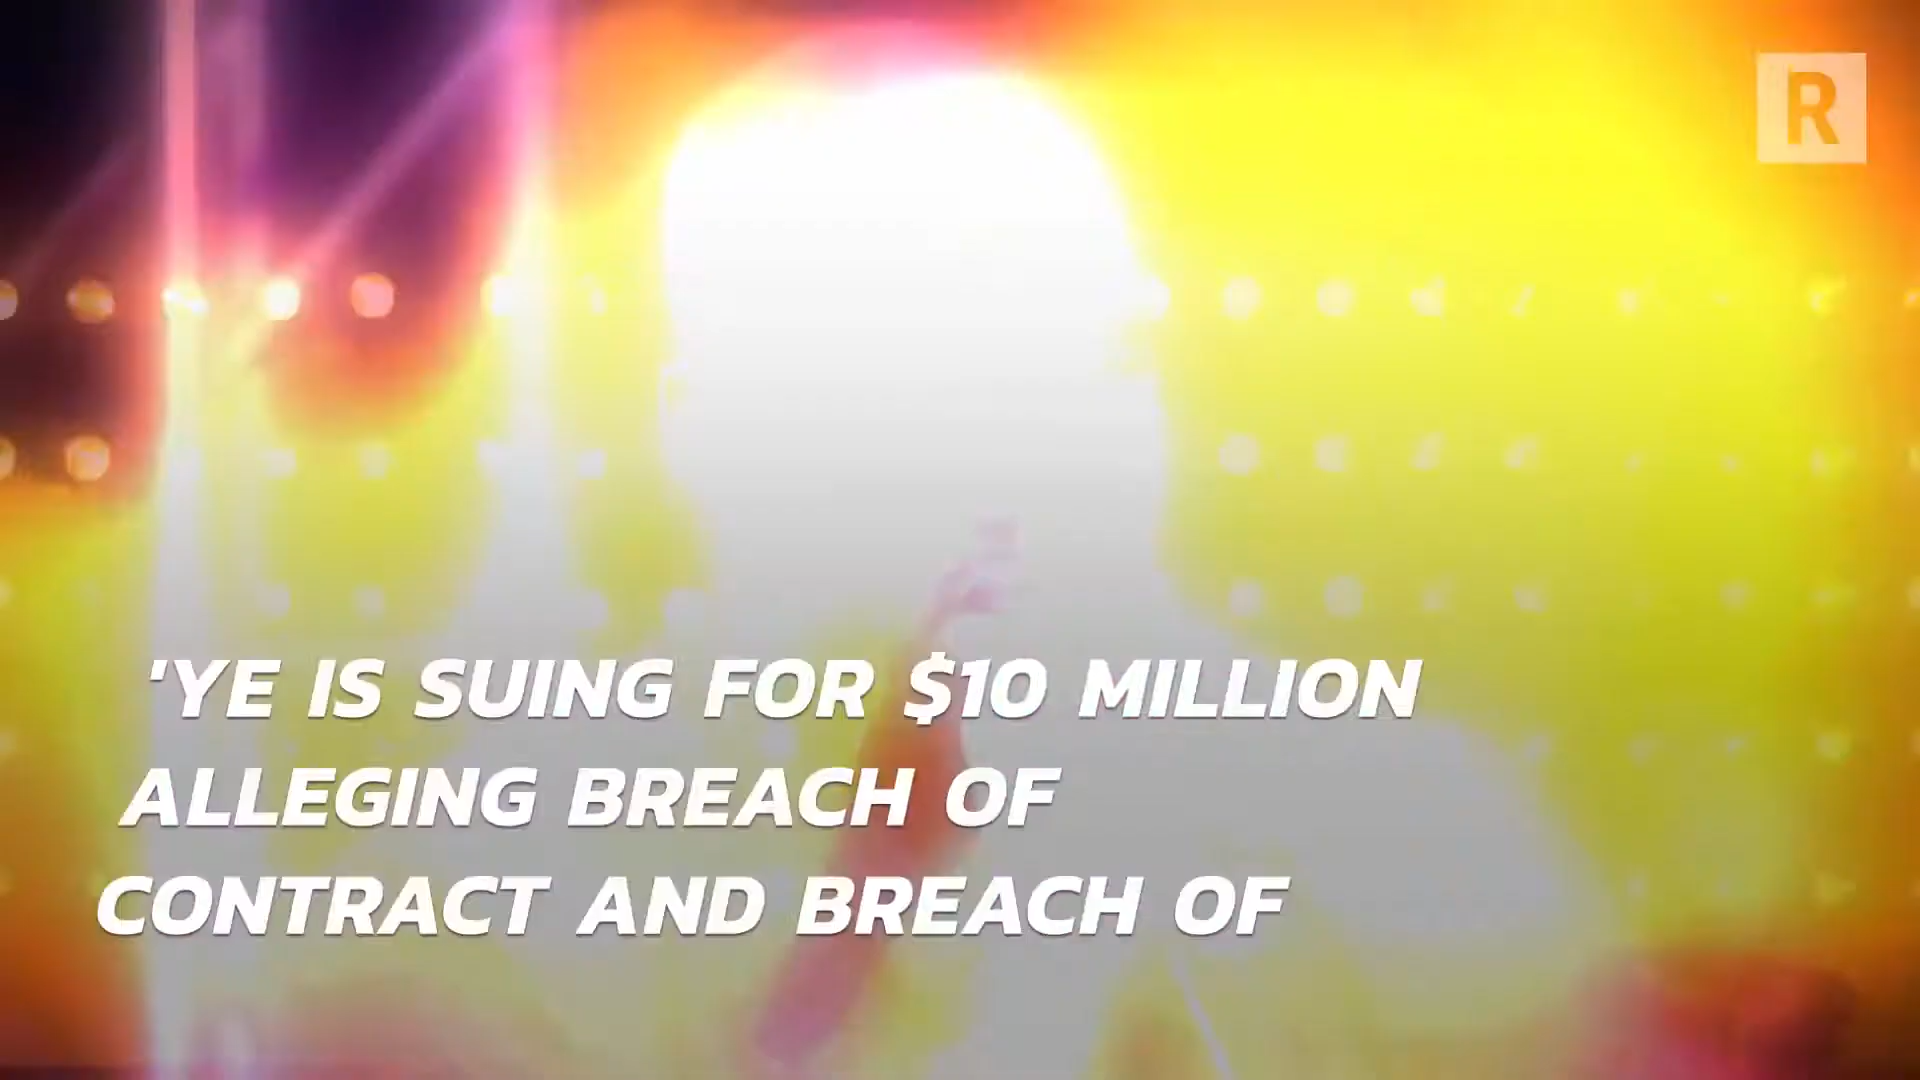 R
'YE IS SUING FOR $10 MILLION
ALLEGING BREACH OF
CONTRACT AND BREACH OF